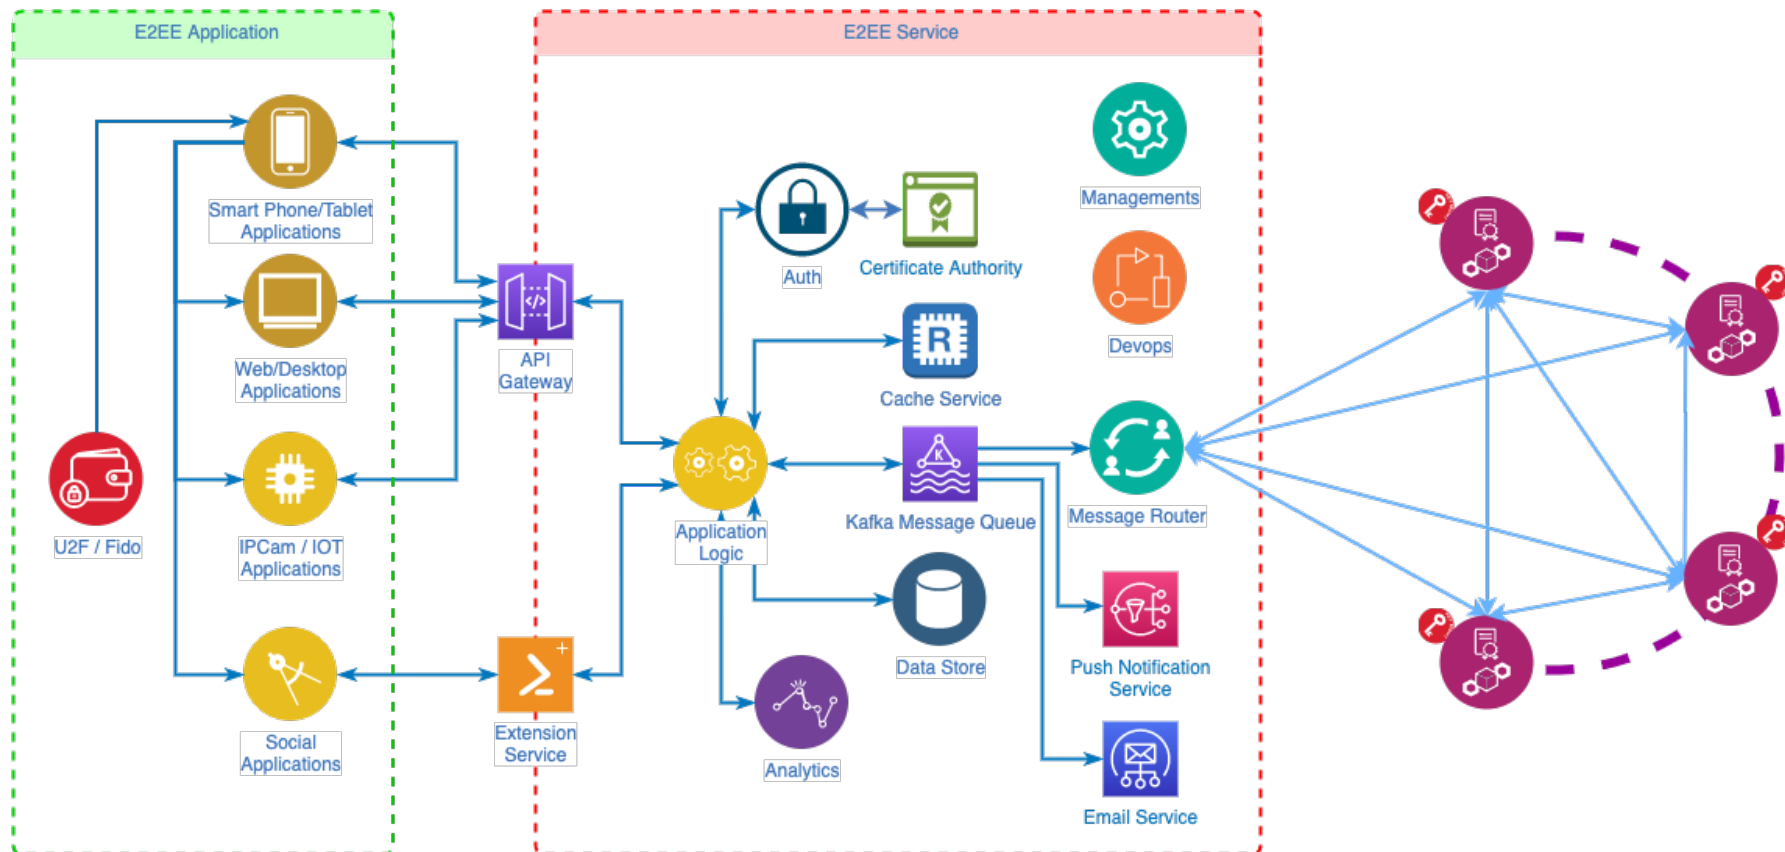 E2EE Application
E2EE Service
Smart Phone/Tablet
Applications
Web/Desktop
Applications
U2F / Fido
IPCam / IOT
Applications
Social
Applications
API
Gateway
Extension
Service
Auth
Certificate Authority
R
Cache Service
Application
Logic
K
Kafka Message Queue
Data Store
Analytics
Managements
Devops
Message Router
Push Notification
Service
Email Service